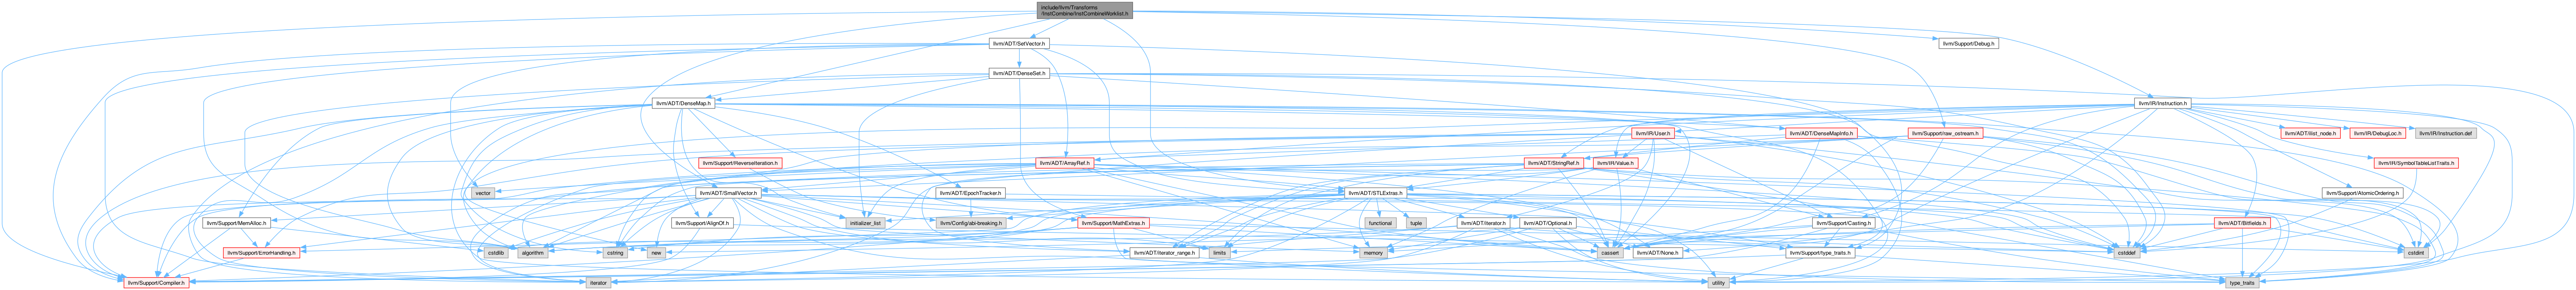 include/llvm/Transforms
/InstCombine/InstCombineWorklist.h
llvm/ADT/SetVector.h
llvm/Support/Debug.h
llvm/ADT/DenseSet.h
llvm/ADT/DenseMap.h
llvm/IR/Instruction.h
llvm/IR/User.h
llvm/ADT/DenseMapInfo.h
llvm/Support/raw_ostream.h
llvm/ADT/ilist_node.h
llvm/IR/DebugLoc.h
llvm/IR/Instruction.def
llvm/Support/ReverseIteration.h
llvm/ADT/ArrayRef.h
llvm/ADT/StringRef.h
llvm/IR/Value.h
llvm/IR/SymbolTableListTraits.h
vector
llvm/ADT/SmallVector.h
llvm/ADT/EpochTracker.h
llvm/ADT/STLExtras.h
llvm/Support/AtomicOrdering.h
llvm/Support/MemAlloc.h
llvm/Support/AlignOf.h
initializer_list
llvm/Config/abi-breaking.h
llvm/Support/MathExtras.h
functional
tuple
llvm/ADT/iterator.h
llvm/ADT/Optional.h
llvm/Support/Casting.h
llvm/ADT/Bitfields.h
llvm/Support/ErrorHandling.h
cstdlib
algorithm
cstring
new
llvm/ADT/iterator_range.h
limits
memory
cassert
llvm/ADT/None.h
llvm/Support/type_traits.h
cstddef
cstdint
llvm/Support/Compiler.h
iterator
utility
type_traits